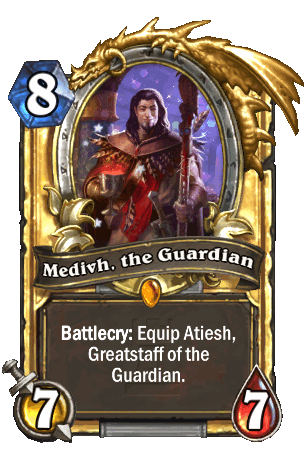 8
Medivh, the Guardian
Battlecry: Equip Atiesh,
Greatstaff of the
Guardian.
7
7